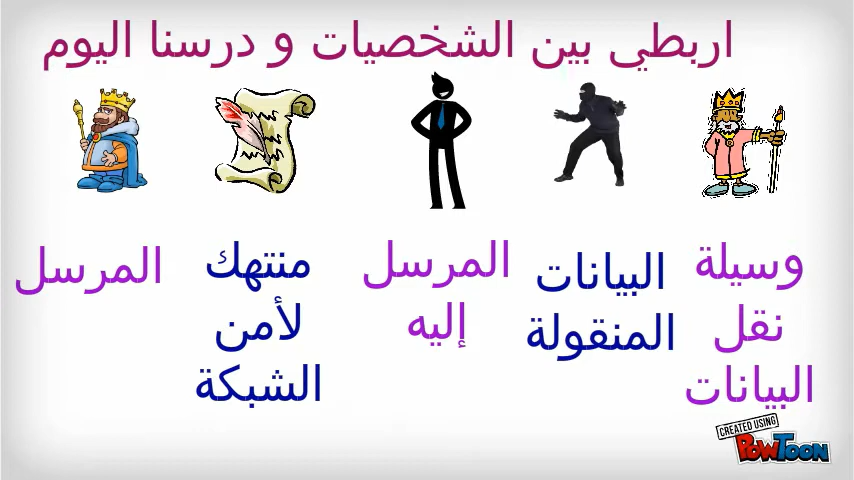 اربطي بين الشخصيات و درسنا اليوم
وسيلة
نقل
البيانات
البيانات
المنقولة
المرسل
إليه
منتهك
لأمن
الشبكة
المرسل
CREATED USING
POWTOON